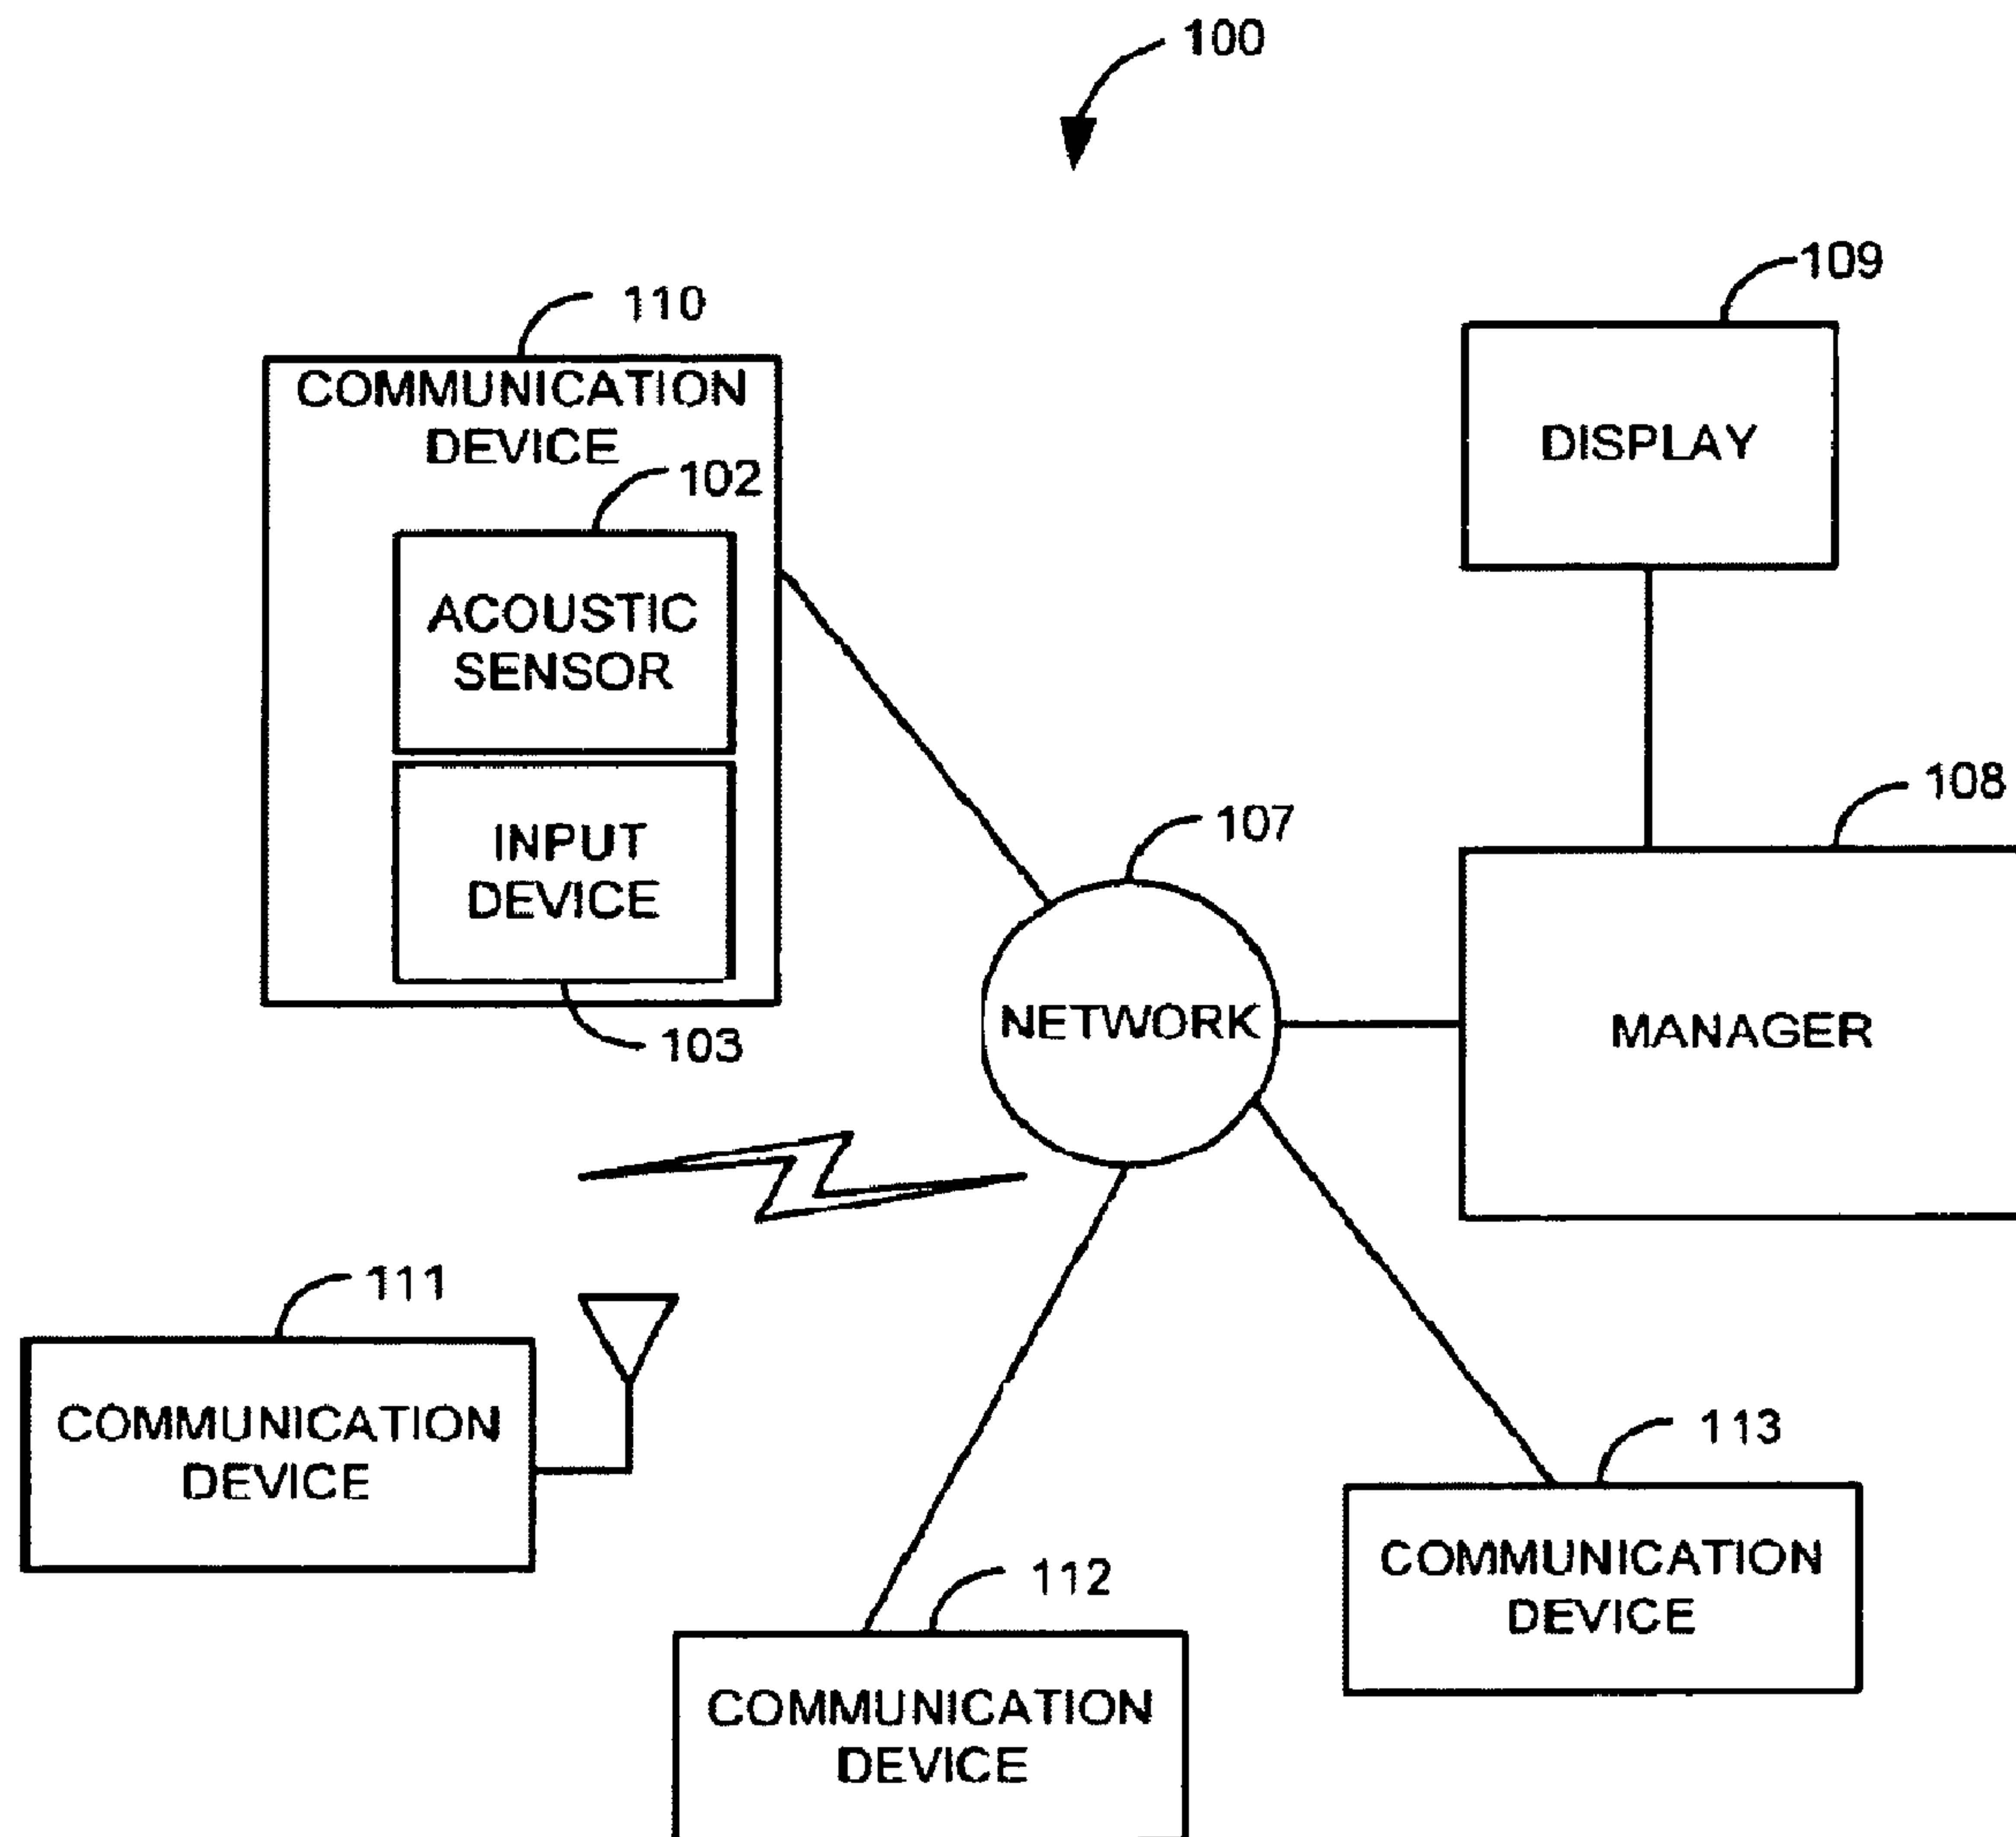 100
109
110
COMMUNICATION
DEVICE
DISPLAY
102
ACOUSTIC
SENSOR
108
107
INPUT
DEVICE
NETWORK
MANAGER
103
111
COMMUNICATION
DEVICE
113
COMMUNICATION
DEVICE
112
COMMUNICATION
DEVICE